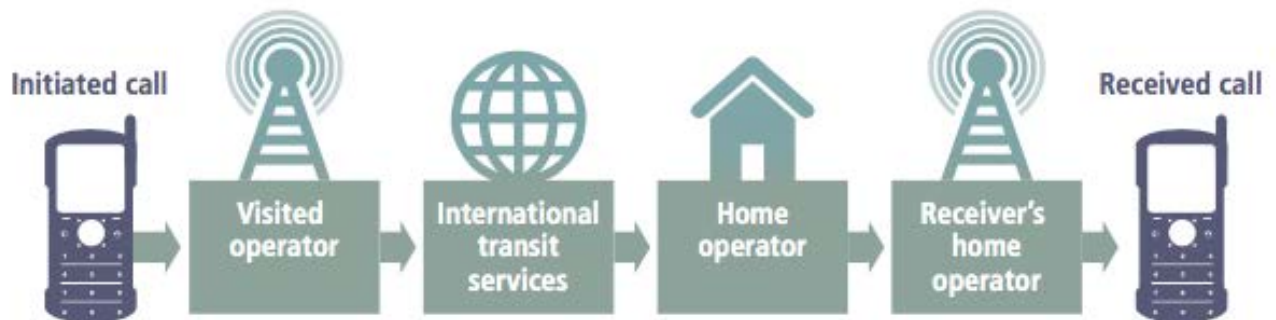 Initiated call
Received call
Visited
operator
International
transit
services
Home
operator
Receiver's
home
operator